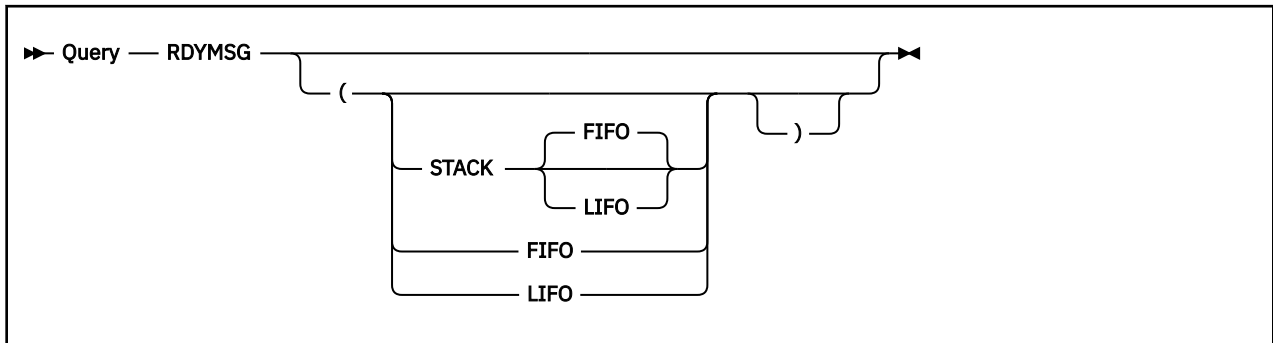 Query RDYMSG
(
FIFO
)
STACK
LIFO
FIFO
LIFO